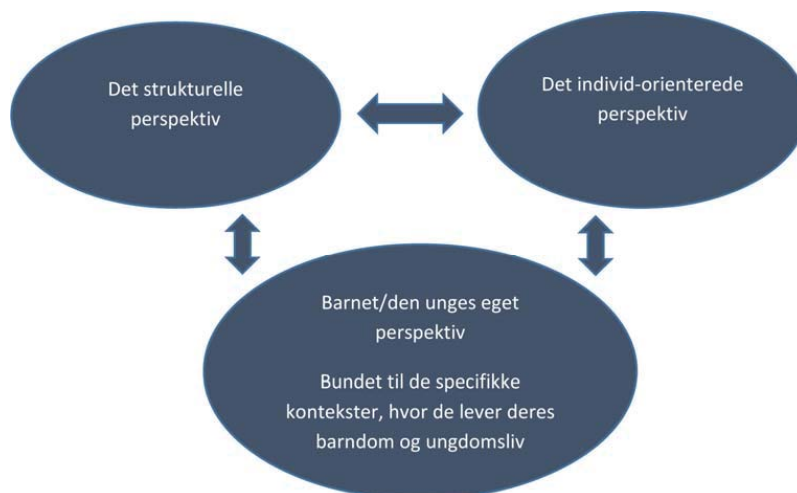 Det strukturelle
perspektiv
Det individ-orienterede
perspektiv
Barnet/den unges eget
perspektiv
Bundet til de specifikke
kontekster, hvor de lever deres
barndom og ungdomsliv